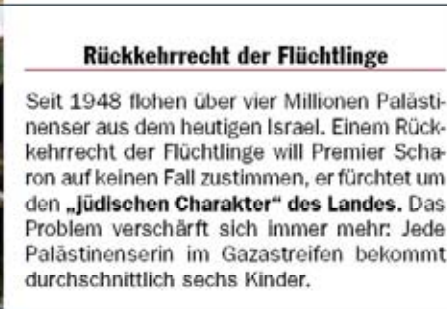 Rückkehrrecht der Flüchtlinge
Seit 1948 flohen über vier Millionen Palästi-
nenser aus dem heutigen Israel. Einem Rück-
kehrrecht der Flüchtlinge will Premier Scha-
ron auf keinen Fall zustimmen, er fürchtet um
den „jüdischen Charakter“ des Landes. Das
Problem verschärft sich immer mehr: Jede
Palästinenserin im Gazastreifen bekommt
durchschnittlich sechs Kinder.